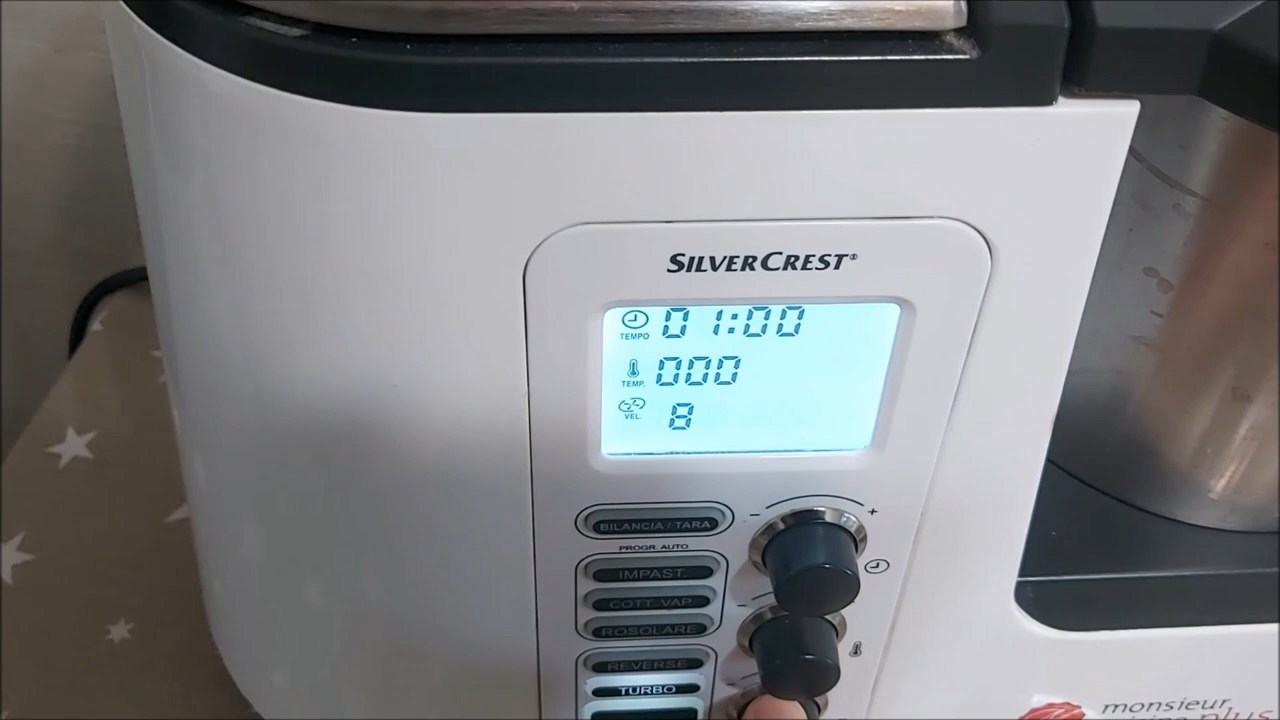 SILVERCREST®
01:00
TEMPO
000
TEMP.
8
VEL.
BILANCIA / TARA
- +
PROGR. AUTO
IMPAST.
COTT. VAP
-
ROSOLARE
REVERSE
TURBO
monsieur